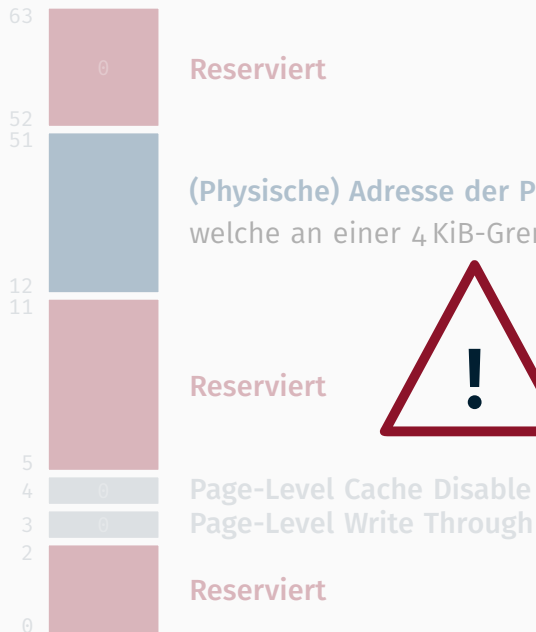 63
0
Reserviert
52
51
(Physische) Adresse der
welche an einer 4 KiB-
12
11
!
Reserviert
5
4
0
Page-Level Cache Disable
3
0
Page-Level Write Through
2
Reserviert
0